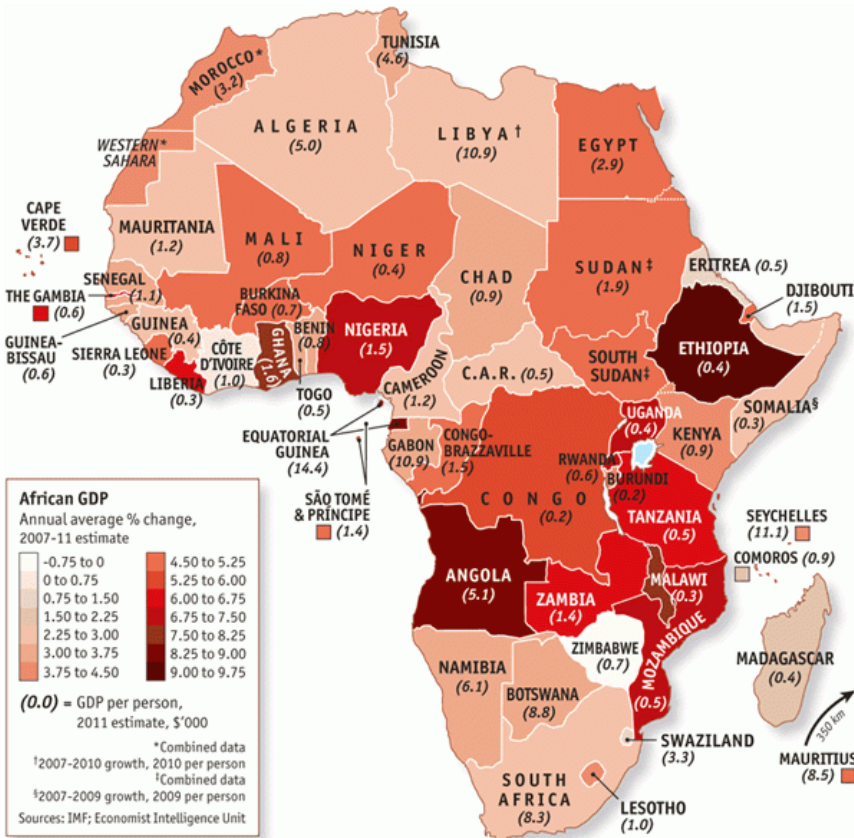 TUNISIA
(4.6)
MOROCCO*
(3.2)
ALGERIA
(5.0)
LIBYA†
(10.9)
EGYPT
(2.9)
WESTERN*
SAHARA
CAPE
VERDE
(3.7)
MAURITANIA
(1.2)
MALI
(0.8)
NIGER
(0.4)
CHAD
(0.9)
SUDAN‡
(1.9)
ERITREA (0.5)
DJIBOUTI
(1.5)
SENEGAL
(1.1)
THE GAMBIA
(0.6)
GUINEA-
BISSAU
(0.6)
GUINEA
(0.4)
SIERRA LEONE
(0.3)
LIBERIA
(0.3)
CÔTE
D'IVOIRE
(1.0)
BURKINA
FASO (0.7)
GHANA
(1.6)
BENIN
(0.8)
TOGO
(0.5)
NIGERIA
(1.5)
CAMEROON
(1.2)
C.A.R. (0.5)
SOUTH
SUDAN‡
ETHIOPIA
(0.4)
SOMALIA§
(0.3)
EQUATORIAL
GUINEA
(14.4)
GABON
(10.9)
CONGO-
BRAZZAVILLE
(1.5)
SÃO TOMÉ
& PRÍNCIPE
(1.4)
CONGO
(0.2)
UGANDA
(0.4)
KENYA
(0.9)
RWANDA
(0.6)
BURUNDI
(0.2)
TANZANIA
(0.5)
SEYCHELLES
(11.1)
COMOROS (0.9)
ANGOLA
(5.1)
ZAMBIA
(1.4)
MALAWI
(0.3)
MOZAMBIQUE
(0.5)
ZIMBABWE
(0.7)
MADAGASCAR
(0.4)
NAMIBIA
(6.1)
BOTSWANA
(8.8)
SWAZILAND
(3.3)
SOUTH
AFRICA
(8.3)
LESOTHO
(1.0)
350 km
MAURITIUS
(8.5)
African GDP
Annual average % change,
2007-11 estimate
-0.75 to 0
0 to 0.75
0.75 to 1.50
1.50 to 2.25
2.25 to 3.00
3.00 to 3.75
3.75 to 4.50
4.50 to 5.25
5.25 to 6.00
6.00 to 6.75
6.75 to 7.50
7.50 to 8.25
8.25 to 9.00
9.00 to 9.75
(0.0) = GDP per person,
2011 estimate, $'000
*Combined data
†2007-2010 growth, 2010 per person
‡Combined data
§2007-2009 growth, 2009 per person
Sources: IMF; Economist Intelligence Unit